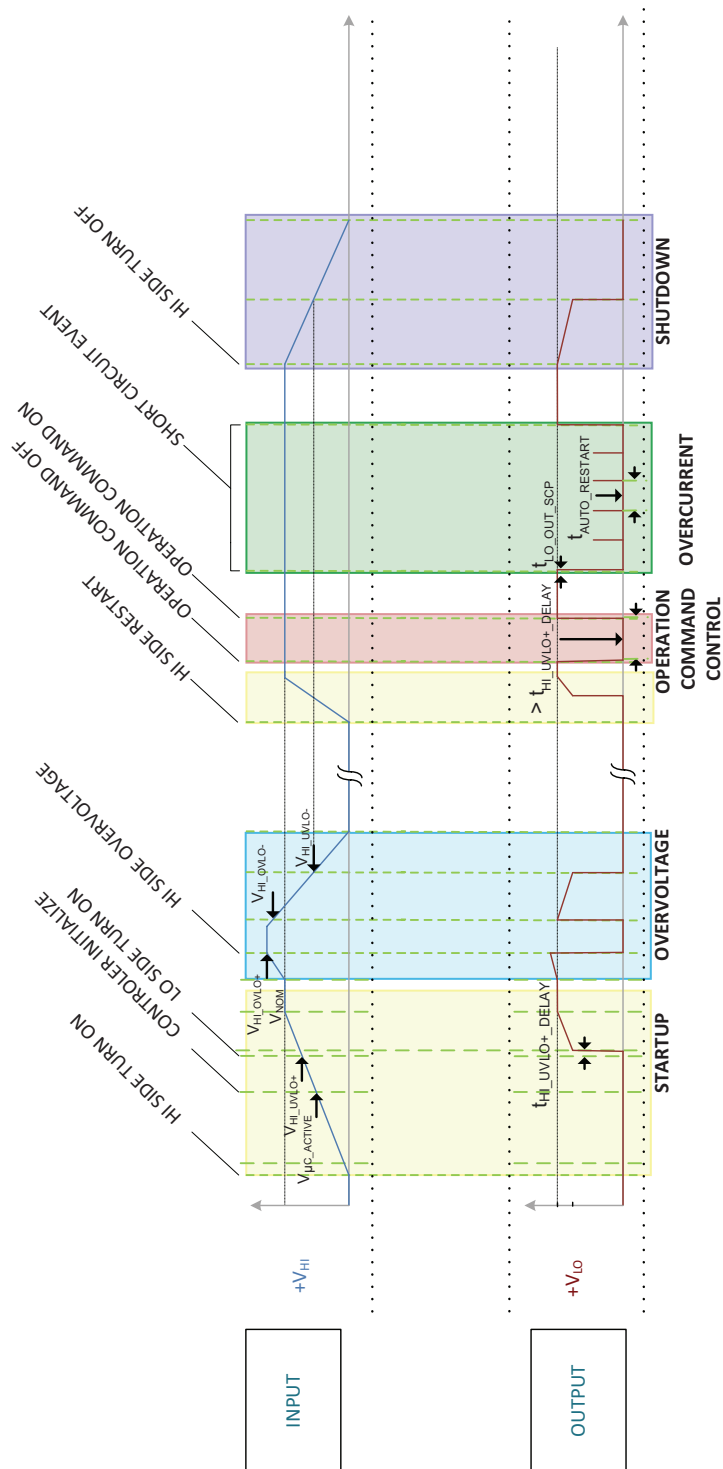 HI SIDE TURN ON
CONTROLER INITIALIZE
LO SIDE TURN ON
HI SIDE OVERVOLTAGE
HI SIDE RESTART
OPERATION COMMAND OFF
OPERATION COMMAND ON
SHORT CIRCUIT EVENT
HI SIDE TURN OFF
INPUT
+VHI
VμC_ACTIVE
VHI_UVLO+
VNOM
VHI_OVLO+
VHI_OVLO-
VHI_UVLO-
OUTPUT
+VLO
tHI_UVLO+_DELAY
> tHI_UVLO+_DELAY
tLO_OUT_SCP
tAUTO_RESTART
STARTUP
OVERVOLTAGE
OPERATION
COMMAND
CONTROL
OVERCURRENT
SHUTDOWN